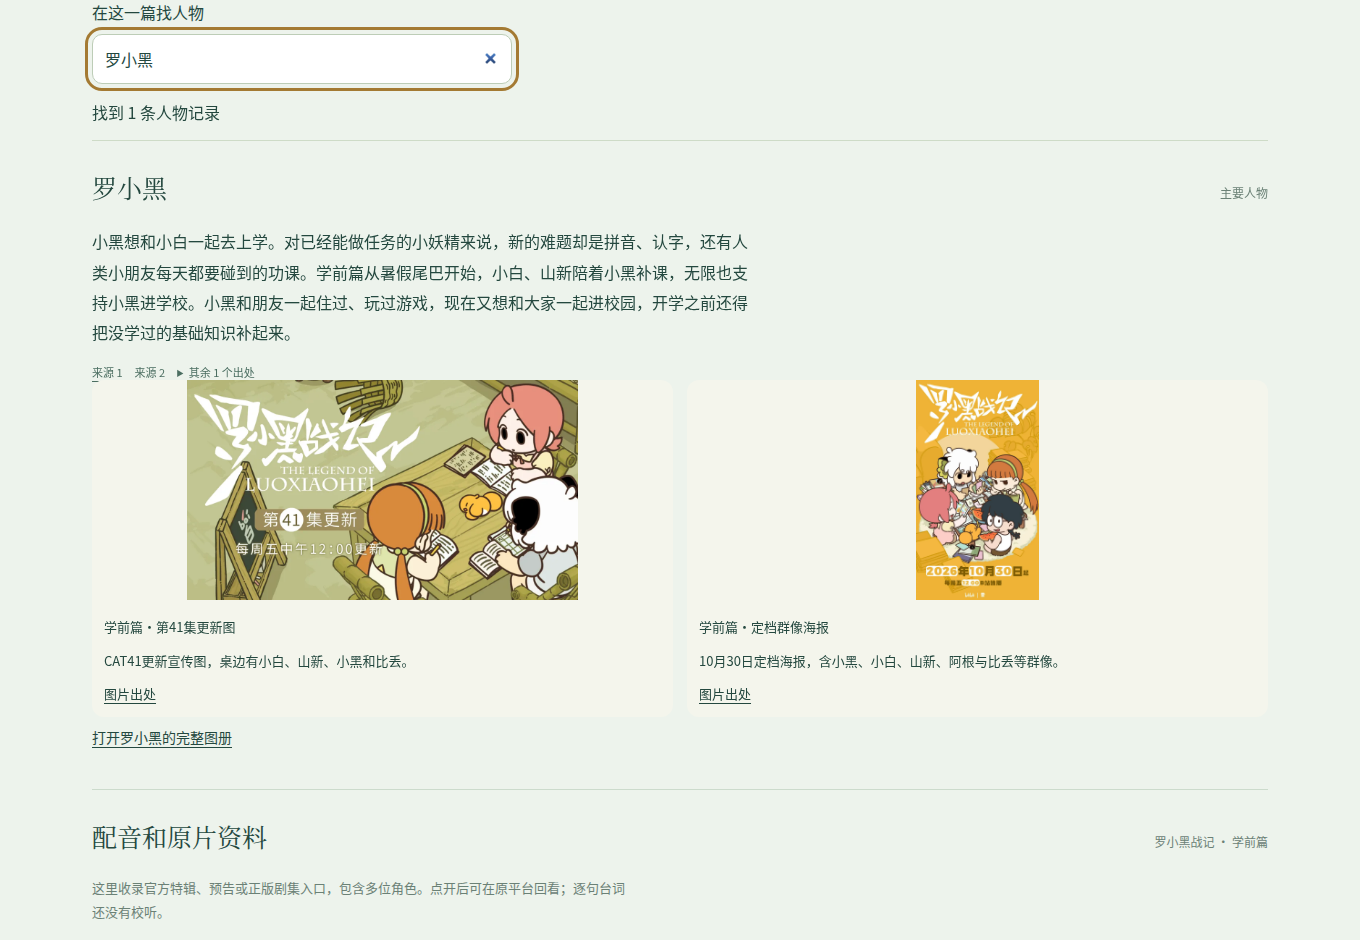 在这一篇找人物
罗小黑
找到 1 条人物记录
罗小黑
主要人物
小黑想和小白一起去上学。对已经能做任务的小妖精来说，新的难题却是拼音、认字，还有人
类小朋友每天都要碰到的功课。学前篇从暑假尾巴开始，小白、山新陪着小黑补课，无限也支
持小黑进学校。小黑和朋友一起住过、玩过游戏，现在又想和大家一起进校园，开学之前还得
把没学过的基础知识补起来。
来源 1 来源 2 ▶ 其余 1 个出处
罗小黑战记
THE LEGEND OF
LUOXIAOHEI
第41集更新
每周五中午12:00更新
罗小黑战记
THE LEGEND OF
LUOXIAOHEI
2026年10月30日
学前篇・第41集更新图
CAT41更新宣传图，桌边有小白、山新、小黑和比丢。
图片出处
学前篇・定档群像海报
10月30日定档海报，含小黑、小白、山新、阿根与比丢等群像。
图片出处
打开罗小黑的完整图册
配音和原片资料
罗小黑战记 · 学前篇
这里收录官方特辑、预告或正版剧集入口，包含多位角色。点开后可在原平台回看；逐句台词
还没有校听。